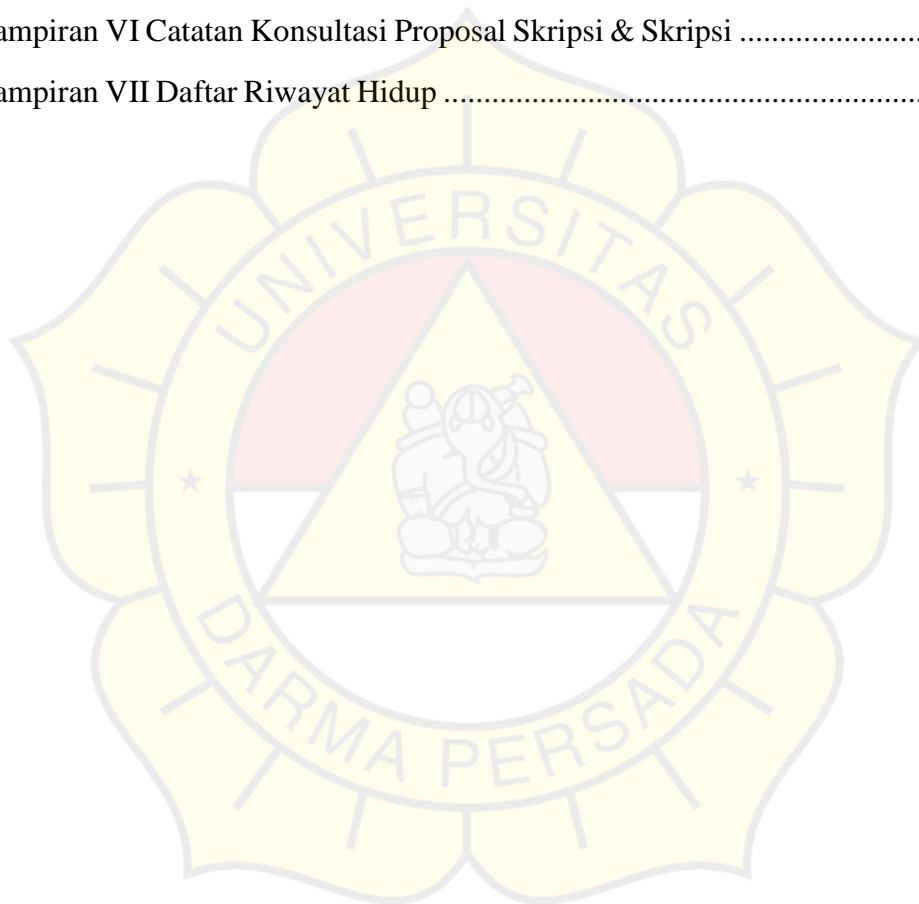 ampiran VI Catatan Konsultasi Proposal Skripsi & Skripsi .......................
ampiran VII Daftar Riwayat Hidup ...........................................................
UNIVERSITAS
DARMA PERSADA